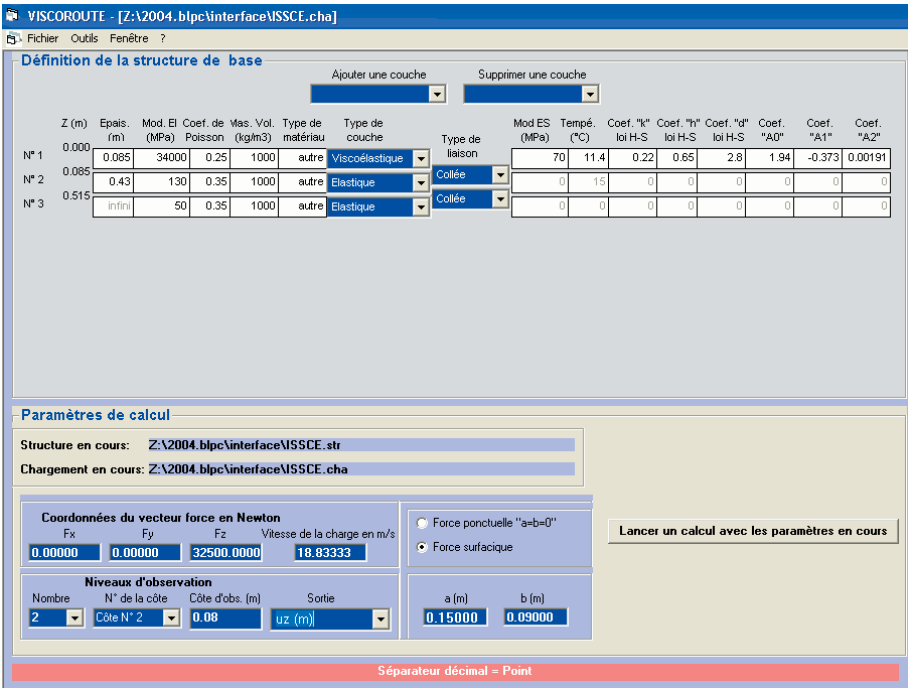 VISCOROUTE - [Z:\2004.blpc\interface\ISSCE.cha]
Fichier Outils Fenêtre ?
Définition de la structure de base
Ajouter une couche Supprimer une couche
Z (m) Epais. Mod. El Coef. de Mas. Vol. Type de Type de Mod ES Tempé. Coef. "k" Coef. "h" Coef. "d" Coef. Coef. Coef.
(m) (MPa) Poisson (kg/m3) matériau couche Type de liaison (MPa) (°C) loi H-S loi H-S loi H-S "A0" "A1" "A2"
0.000
N° 1 0.085 34000 0.25 1000 autre Viscoélastique 70 11.4 0.22 0.65 2.8 1.94 -0.373 0.00191
0.085 Collée
N° 2 0.43 130 0.35 1000 autre Elastique 0 15 0 0 0 0 0 0
0.515 Collée
N° 3 infini 50 0.35 1000 autre Elastique 0 0 0 0 0 0 0 0
Paramètres de calcul
Structure en cours: Z:\2004.blpc\interface\ISSCE.str
Chargement en cours: Z:\2004.blpc\interface\ISSCE.cha
Coordonnées du vecteur force en Newton
Fx Fy Fz Vitesse de la charge en m/s
0.00000 0.00000 32500.0000 18.83333
Force ponctuelle "a=b=0"
Force surfacique
Lancer un calcul avec les paramètres en cours
Niveaux d'observation
Nombre N° de la côte Côte d'obs. (m) Sortie
2 Côte N° 2 0.08 uz (m)
a (m) b (m)
0.15000 0.09000
Séparateur décimal = Point